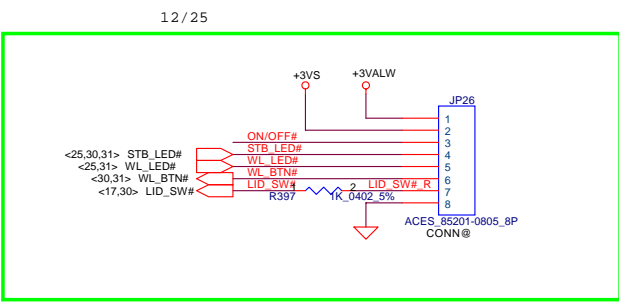 12/25
+3VS
+3VALW
JP26
1
2
ON/OFF#
3
<25,30,31> STB_LED#
STB_LED#
4
<25,31> WL_LED#
WL_LED#
5
<30,31> WL_BTN#
WL_BTN#
6
<17,30> LID_SW#
LID_SW#
1
2
LID_SW#_R
7
R397
1K_0402_5%
8
ACES_85201-0805_8P
CONN@